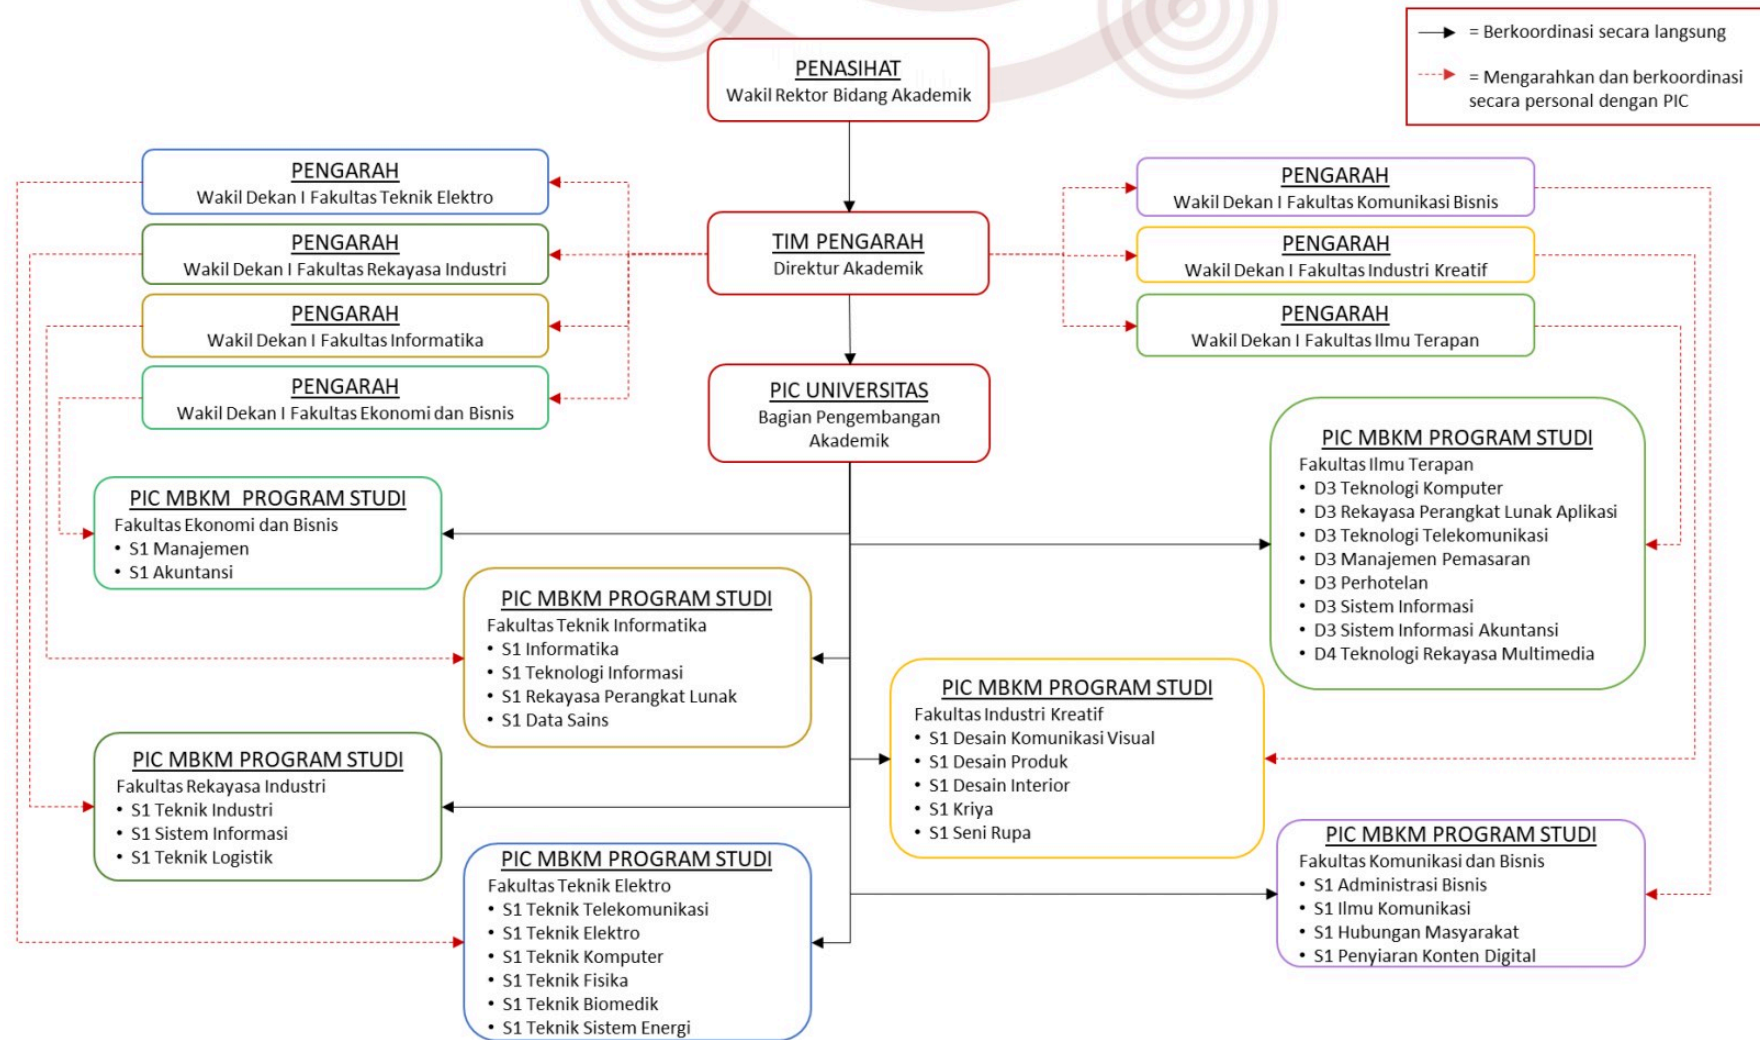 = Berkoordinasi secara langsung
= Mengarahkan dan berkoordinasi
secara personal dengan PIC
PENASIHAT
Wakil Rektor Bidang Akademik
PENGARAH
Wakil Dekan I Fakultas Teknik Elektro
PENGARAH
Wakil Dekan I Fakultas Rekayasa Industri
PENGARAH
Wakil Dekan I Fakultas Informatika
PENGARAH
Wakil Dekan I Fakultas Ekonomi dan Bisnis
TIM PENGARAH
Direktur Akademik
PENGARAH
Wakil Dekan I Fakultas Komunikasi Bisnis
PENGARAH
Wakil Dekan I Fakultas Industri Kreatif
PENGARAH
Wakil Dekan I Fakultas Ilmu Terapan
PIC UNIVERSITAS
Bagian Pengembangan
Akademik
PIC MBKM PROGRAM STUDI
Fakultas Ekonomi dan Bisnis
• S1 Manajemen
• S1 Akuntansi
PIC MBKM PROGRAM STUDI
Fakultas Teknik Informatika
• S1 Informatika
• S1 Teknologi Informasi
• S1 Rekayasa Perangkat Lunak
• S1 Data Sains
PIC MBKM PROGRAM STUDI
Fakultas Rekayasa Industri
• S1 Teknik Industri
• S1 Sistem Informasi
• S1 Teknik Logistik
PIC MBKM PROGRAM STUDI
Fakultas Teknik Elektro
• S1 Teknik Telekomunikasi
• S1 Teknik Elektro
• S1 Teknik Komputer
• S1 Teknik Fisika
• S1 Teknik Biomedik
• S1 Teknik Sistem Energi
PIC MBKM PROGRAM STUDI
Fakultas Ilmu Terapan
• D3 Teknologi Komputer
• D3 Rekayasa Perangkat Lunak Aplikasi
• D3 Teknologi Telekomunikasi
• D3 Manajemen Pemasaran
• D3 Perhotelan
• D3 Sistem Informasi
• D3 Sistem Informasi Akuntansi
• D4 Teknologi Rekayasa Multimedia
PIC MBKM PROGRAM STUDI
Fakultas Industri Kreatif
• S1 Desain Komunikasi Visual
• S1 Desain Produk
• S1 Desain Interior
• S1 Kriya
• S1 Seni Rupa
PIC MBKM PROGRAM STUDI
Fakultas Komunikasi dan Bisnis
• S1 Administrasi Bisnis
• S1 Ilmu Komunikasi
• S1 Hubungan Masyarakat
• S1 Penyiaran Konten Digital